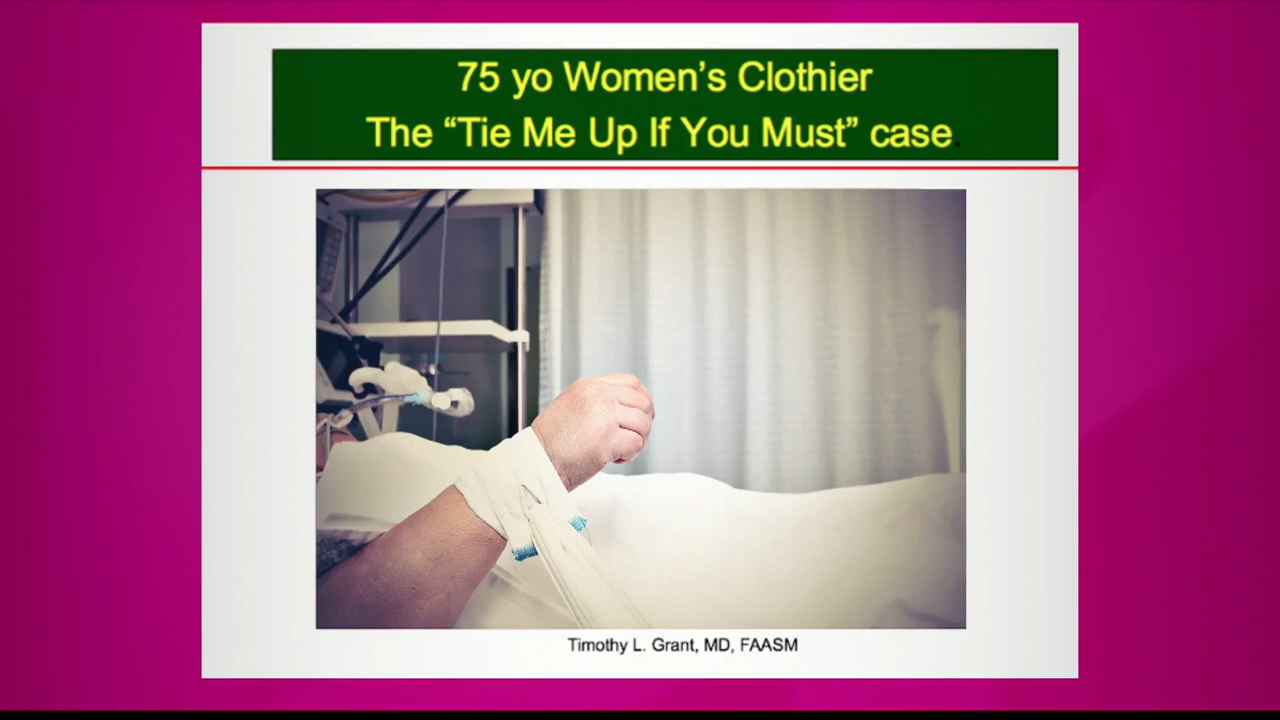 75 yo Women’s Clothier
The “Tie Me Up If You Must” case.
Timothy L. Grant, MD, FAASM